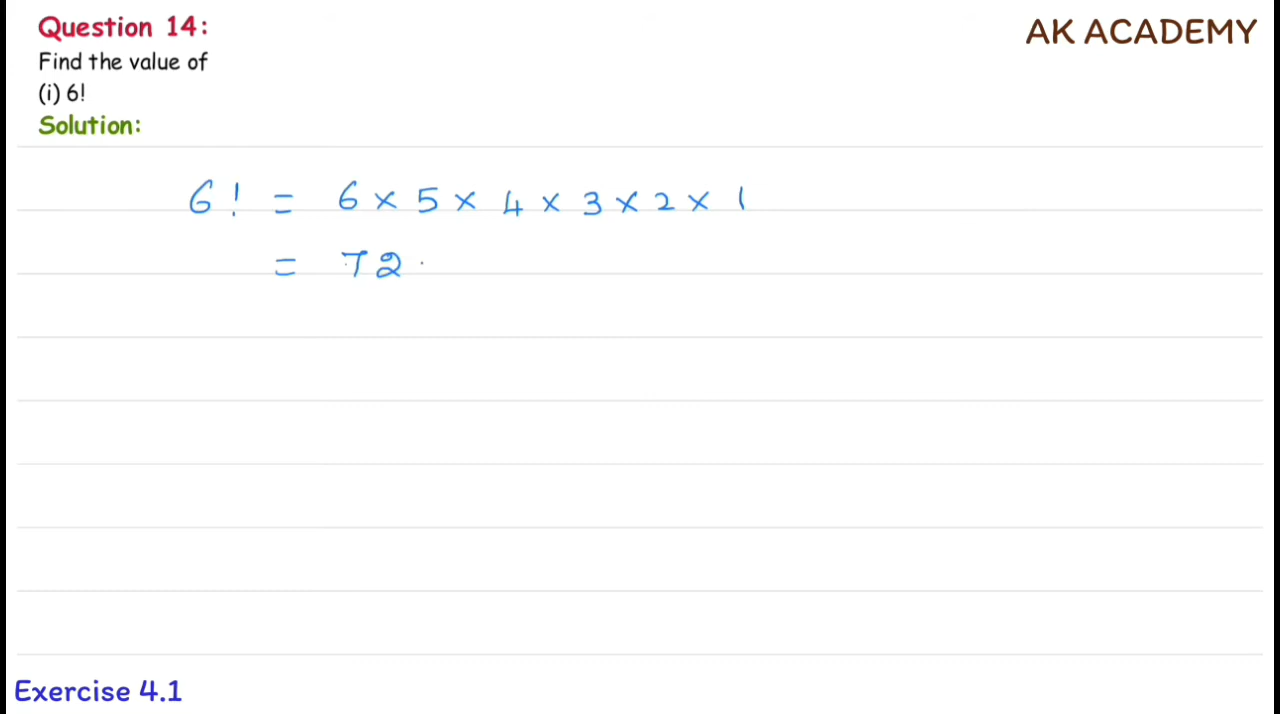 Question 14:
AK ACADEMY
Find the value of
(i) 6!
Solution:
6! = 6 × 5 × 4 × 3 × 2 × 1
= 72
Exercise 4.1